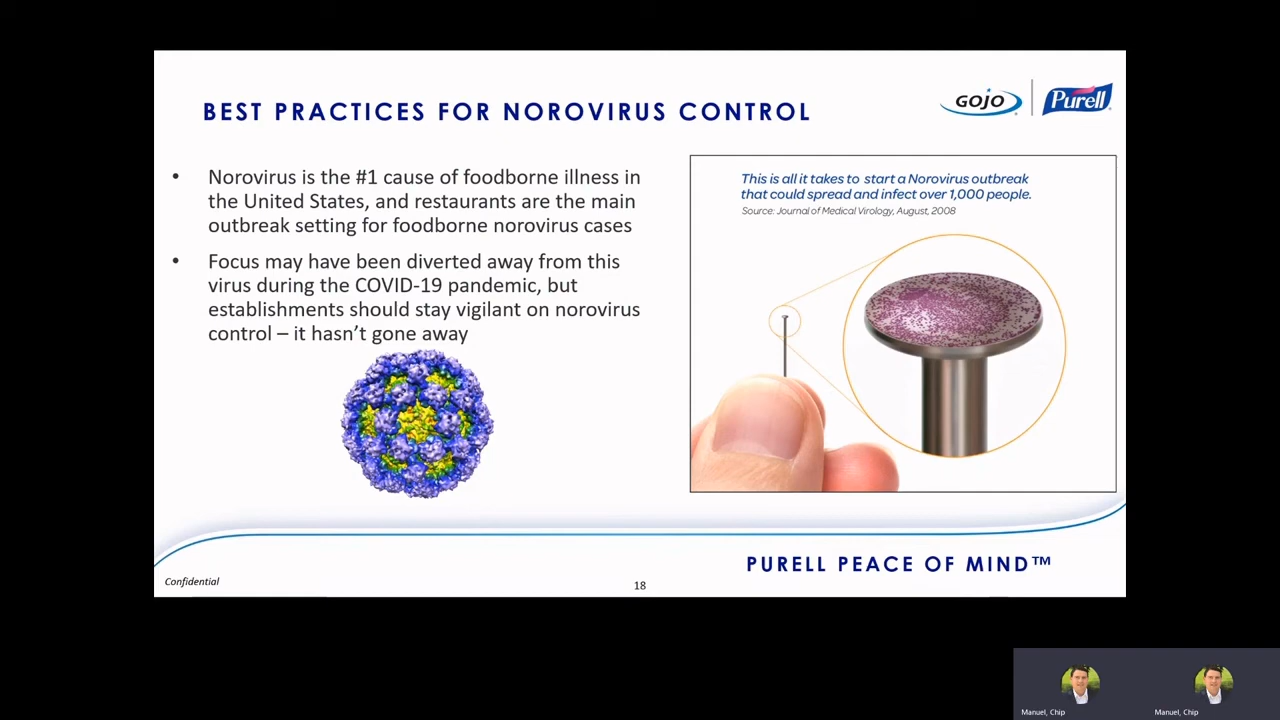 BEST PRACTICES FOR NOROVIRUS CONTROL
GOJO
Purell
• Norovirus is the #1 cause of foodborne illness in
the United States, and restaurants are the main
outbreak setting for foodborne norovirus cases
• Focus may have been diverted away from this
virus during the COVID-19 pandemic, but
establishments should stay vigilant on norovirus
control – it hasn’t gone away
This is all it takes to start a Norovirus outbreak
that could spread and infect over 1,000 people.
Source: Journal of Medical Virology, August, 2008
PURELL PEACE OF MIND™
Confidential
18
Manuel, Chip
Manuel, Chip